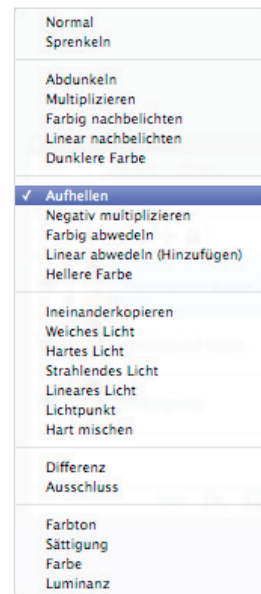 Normal
Sprenkeln
Abdunkeln
Multiplizieren
Farbig nachbelichten
Linear nachbelichten
Dunklere Farbe
✓ Aufhellen
Negativ multiplizieren
Farbig abwedeln
Linear abwedeln (Hinzufügen)
Hellere Farbe
Ineinanderkopieren
Weiches Licht
Hartes Licht
Strahlendes Licht
Lineares Licht
Lichtpunkt
Hart mischen
Differenz
Ausschluss
Farbton
Sättigung
Farbe
Luminanz